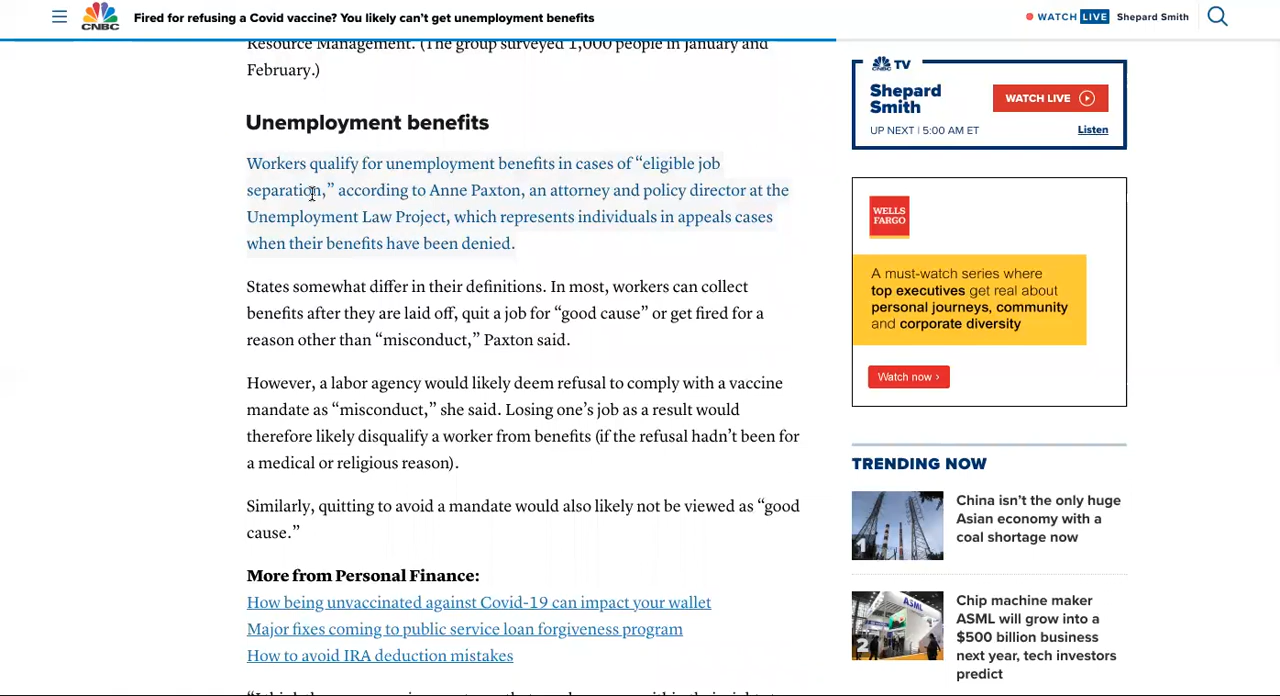 CNBC
Fired for refusing a Covid vaccine? You likely can't get unemployment benefits
WATCH LIVE
Shepard Smith
Resource Management. (The group surveyed 1,000 people in January and
February.)
Unemployment benefits
Workers qualify for unemployment benefits in cases of “eligible job
separation,” according to Anne Paxton, an attorney and policy director at the
Unemployment Law Project, which represents individuals in appeals cases
when their benefits have been denied.
States somewhat differ in their definitions. In most, workers can collect
benefits after they are laid off, quit a job for “good cause” or get fired for a
reason other than “misconduct,” Paxton said.
However, a labor agency would likely deem refusal to comply with a vaccine
mandate as “misconduct,” she said. Losing one’s job as a result would
therefore likely disqualify a worker from benefits (if the refusal hadn’t been for
a medical or religious reason).
Similarly, quitting to avoid a mandate would also likely not be viewed as “good
cause.”
More from Personal Finance:
How being unvaccinated against Covid-19 can impact your wallet
Major fixes coming to public service loan forgiveness program
How to avoid IRA deduction mistakes
CNBC TV
Shepard
Smith
WATCH LIVE
UP NEXT | 5:00 AM ET
Listen
WELLS
FARGO
A must-watch series where
top executives get real about
personal journeys, community
and corporate diversity
Watch now ›
TRENDING NOW
1
China isn’t the only huge
Asian economy with a
coal shortage now
ASML
2
Chip machine maker
ASML will grow into a
$500 billion business
next year, tech investors
predict